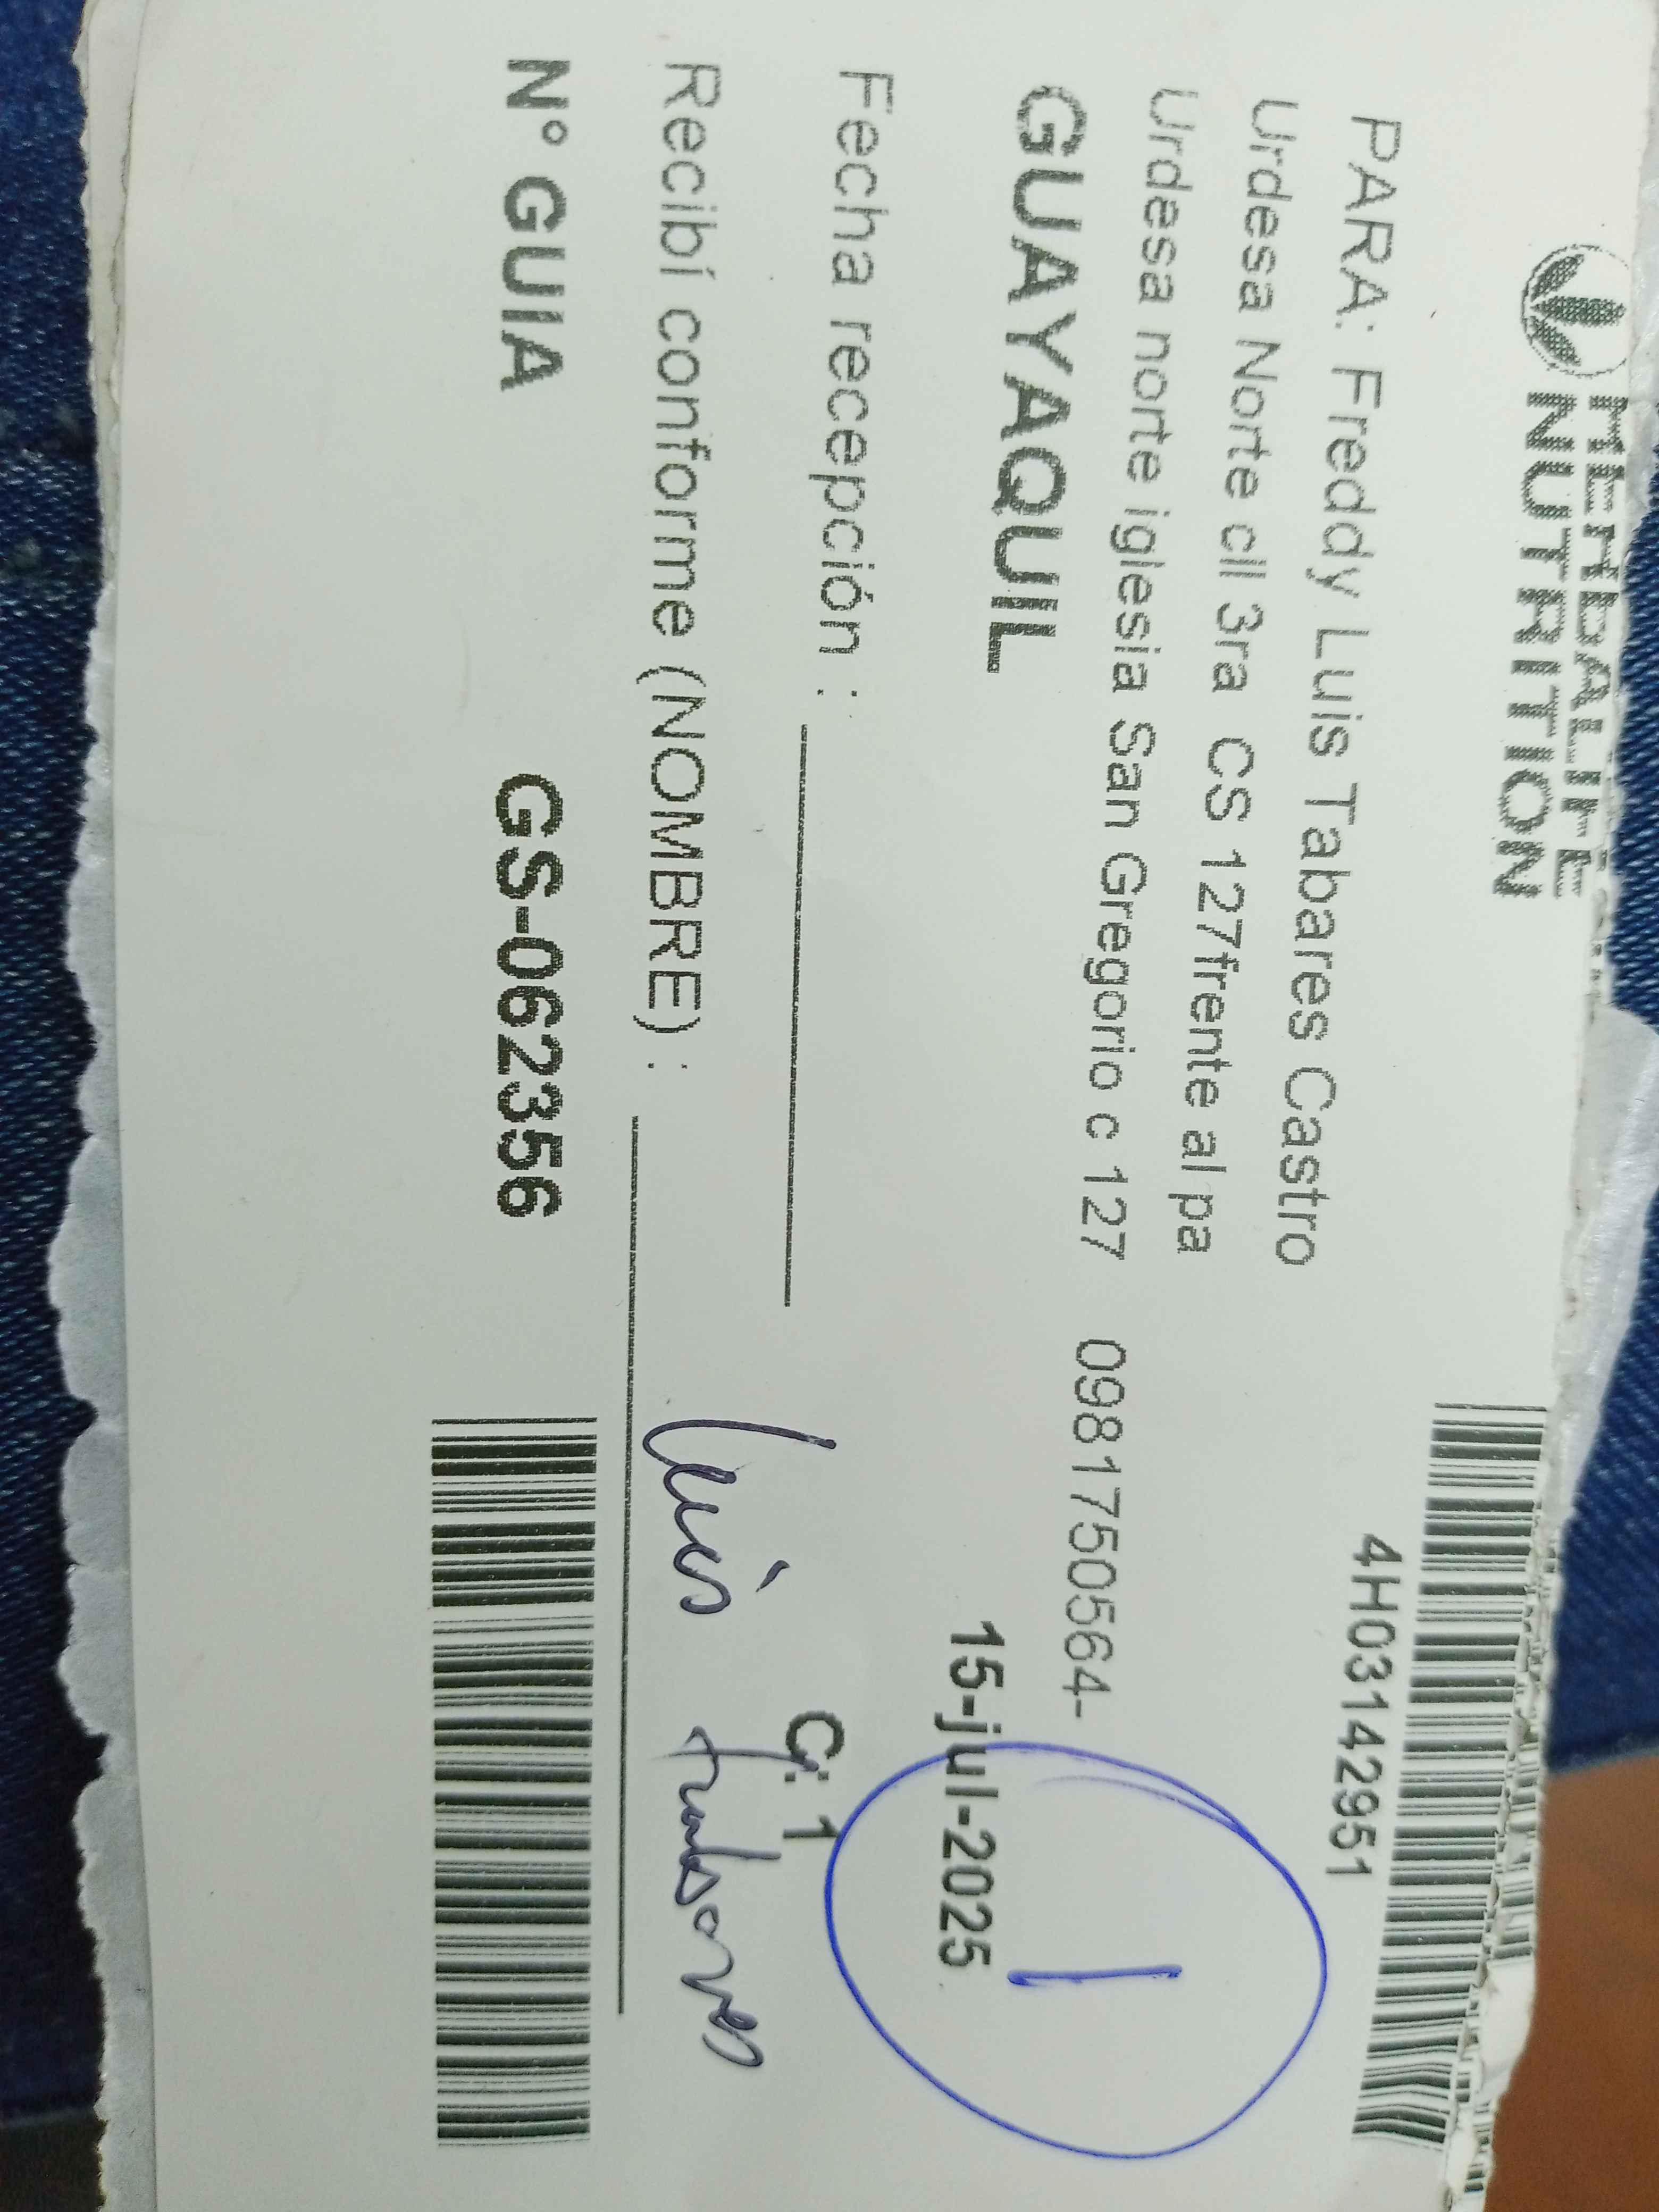 HERBALIFE
NUTRITION
4H03142951
PARA: Freddy Luis Tabares Castro
Urdesa Norte cll 3ra CS 127frente al pa
Urdesa norte iglesia San Gregorio c 127 0981750564-
GUAYAQUIL
1
15-jul-2025
Fecha recepción :
C: 1
Recibí conforme (NOMBRE) :
Luis
N° GUIA GS-062356